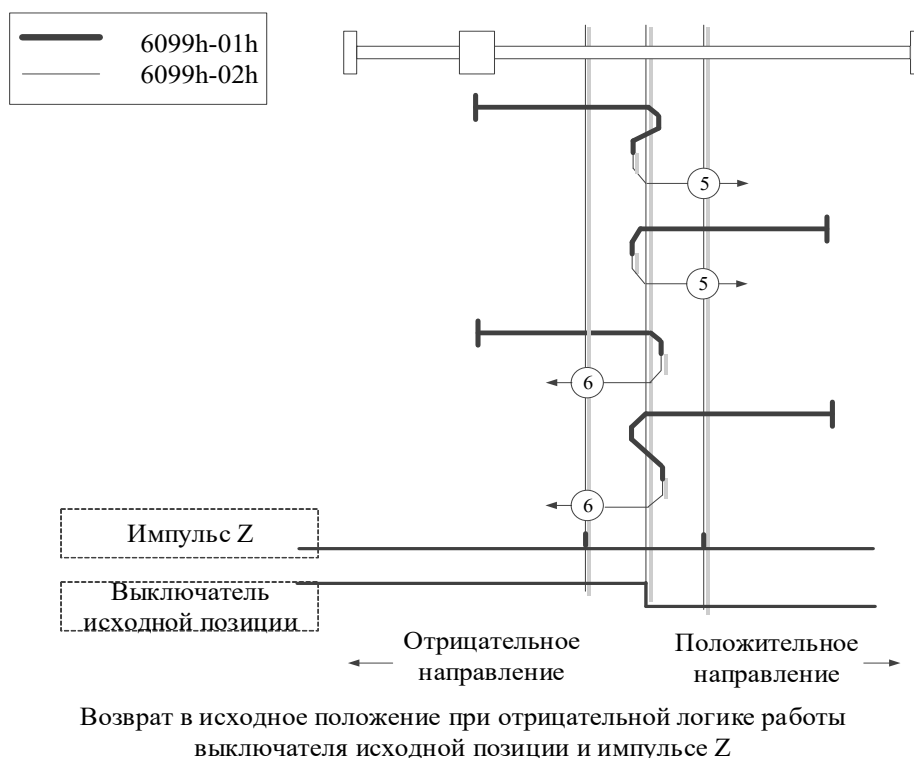 6099h-01h
6099h-02h
5
5
6
6
Импульс Z
Выключатель
исходной позиции
Отрицательное
направление
Положительное
направление
Возврат в исходное положение при отрицательной логике работы
выключателя исходной позиции и импульсе Z